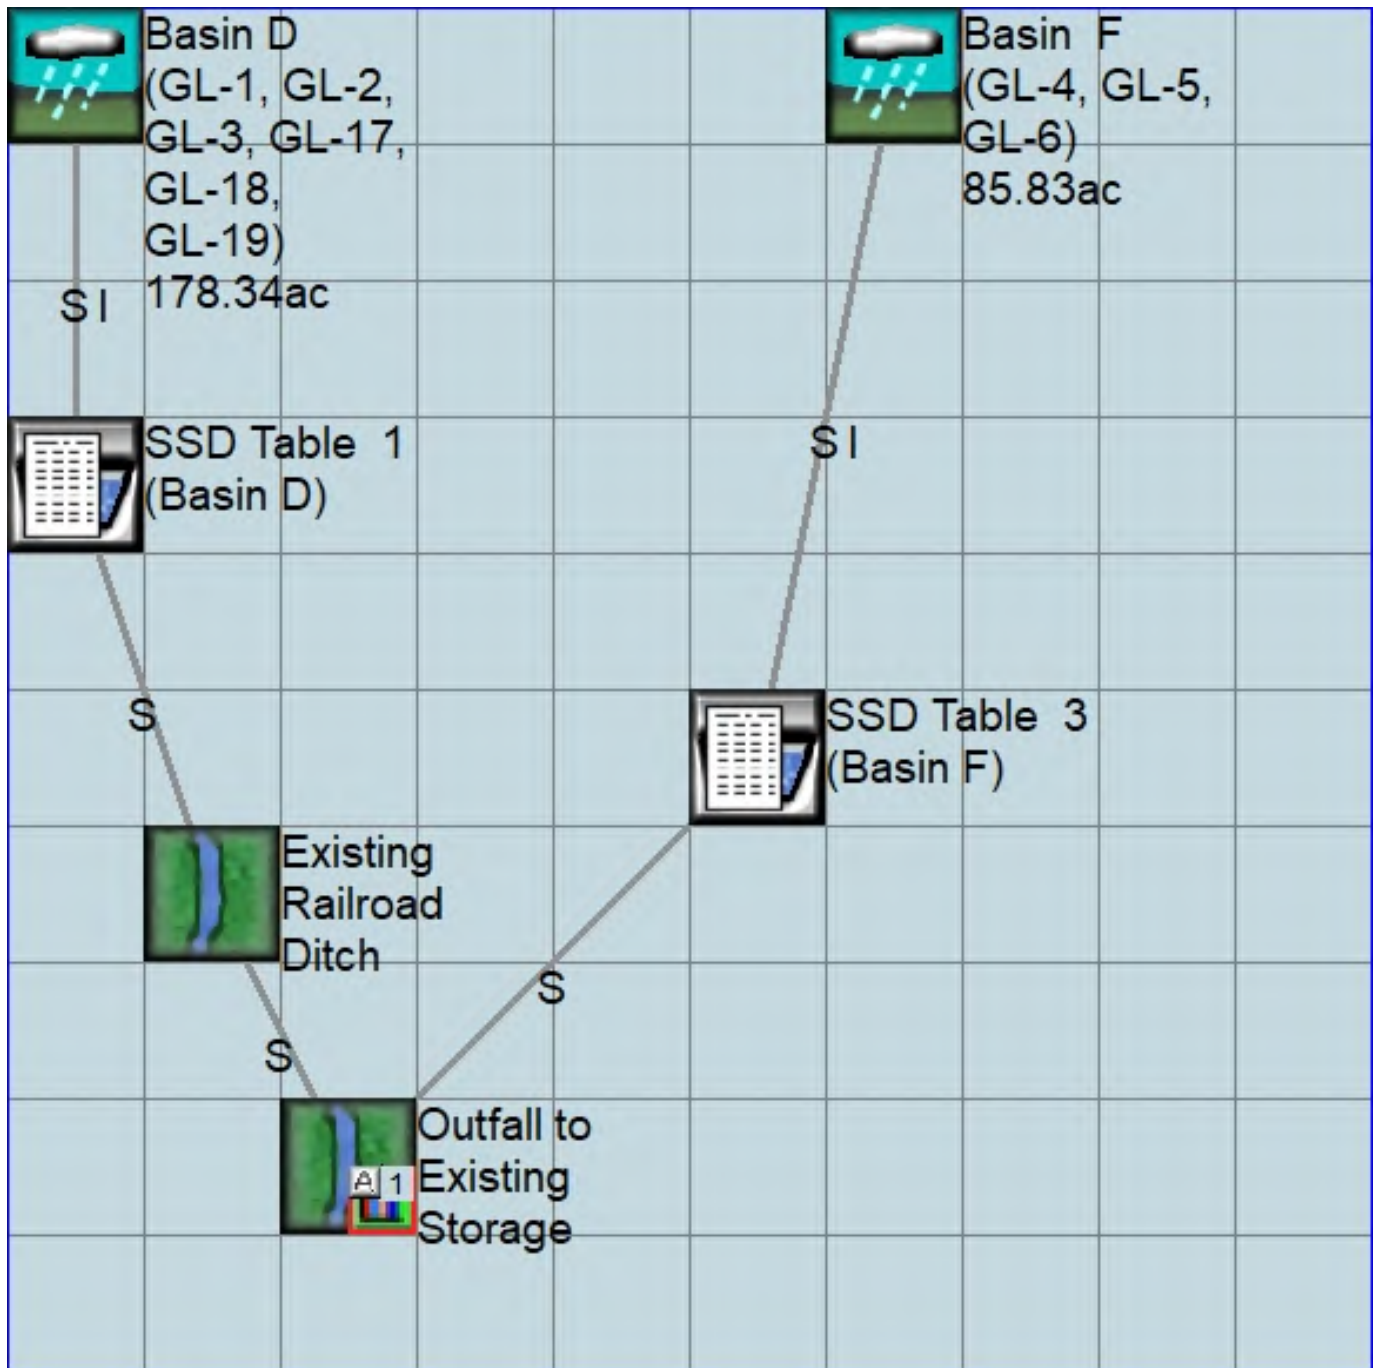 Basin D
(GL-1, GL-2,
GL-3, GL-17,
GL-18,
GL-19)
178.34ac
Basin F
(GL-4, GL-5,
GL-6)
85.83ac
S I
SSD Table 1
(Basin D)
S I
S
SSD Table 3
(Basin F)
Existing
Railroad
Ditch
S
S
Outfall to
Existing
Storage
A 1